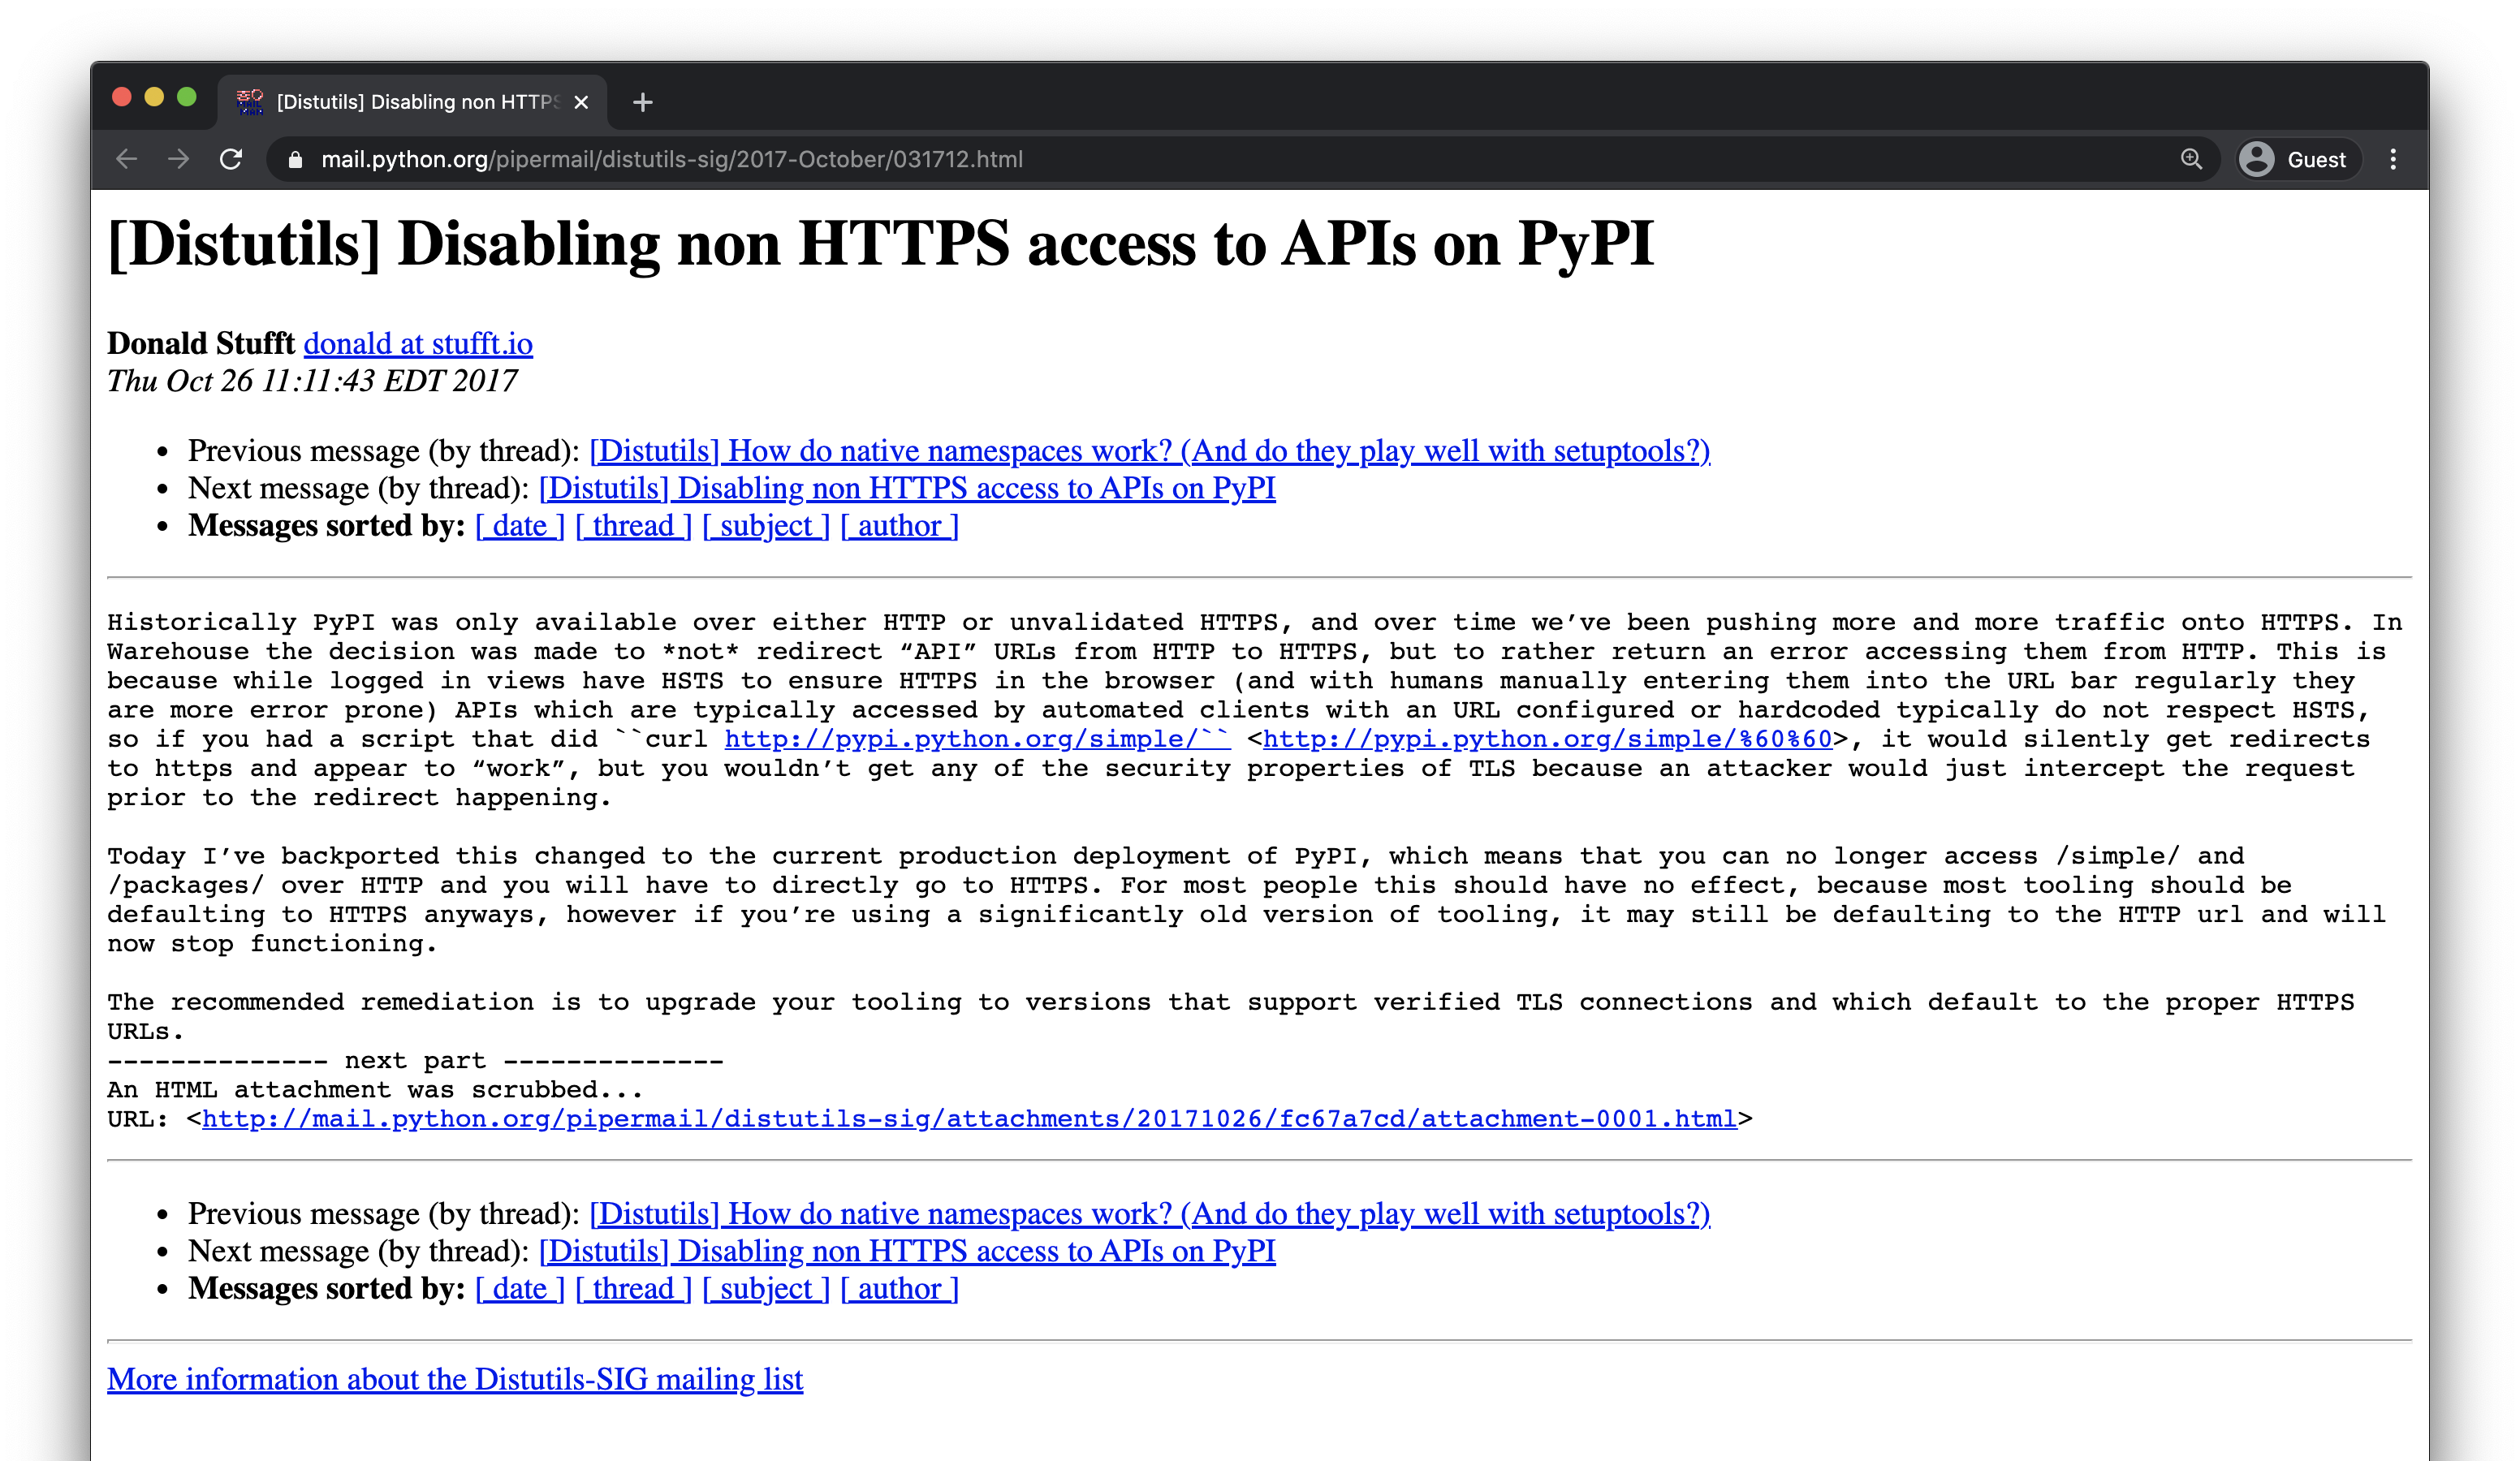 [Distutils] Disabling non HTTPS
mail.python.org/pipermail/distutils-sig/2017-October/031712.html
Guest
[Distutils] Disabling non HTTPS access to APIs on PyPI
Donald Stufft donald at stufft.io
Thu Oct 26 11:11:43 EDT 2017
• Previous message (by thread): [Distutils] How do native namespaces work? (And do they play well with setuptools?)
• Next message (by thread): [Distutils] Disabling non HTTPS access to APIs on PyPI
• Messages sorted by: [ date ] [ thread ] [ subject ] [ author ]
Historically PyPI was only available over either HTTP or unvalidated HTTPS, and over time we’ve been pushing more and more traffic onto HTTPS. In
Warehouse the decision was made to *not* redirect “API” URLs from HTTP to HTTPS, but to rather return an error accessing them from HTTP. This is
because while logged in views have HSTS to ensure HTTPS in the browser (and with humans manually entering them into the URL bar regularly they
are more error prone) APIs which are typically accessed by automated clients with an URL configured or hardcoded typically do not respect HSTS,
so if you had a script that did ``curl http://pypi.python.org/simple/`` <http://pypi.python.org/simple/%60%60>, it would silently get redirects
to https and appear to “work”, but you wouldn’t get any of the security properties of TLS because an attacker would just intercept the request
prior to the redirect happening.
Today I’ve backported this changed to the current production deployment of PyPI, which means that you can no longer access /simple/ and
/packages/ over HTTP and you will have to directly go to HTTPS. For most people this should have no effect, because most tooling should be
defaulting to HTTPS anyways, however if you’re using a significantly old version of tooling, it may still be defaulting to the HTTP url and will
now stop functioning.
The recommended remediation is to upgrade your tooling to versions that support verified TLS connections and which default to the proper HTTPS
URLs.
-------------- next part --------------
An HTML attachment was scrubbed...
URL: <http://mail.python.org/pipermail/distutils-sig/attachments/20171026/fc67a7cd/attachment-0001.html>
• Previous message (by thread): [Distutils] How do native namespaces work? (And do they play well with setuptools?)
• Next message (by thread): [Distutils] Disabling non HTTPS access to APIs on PyPI
• Messages sorted by: [ date ] [ thread ] [ subject ] [ author ]
More information about the Distutils-SIG mailing list